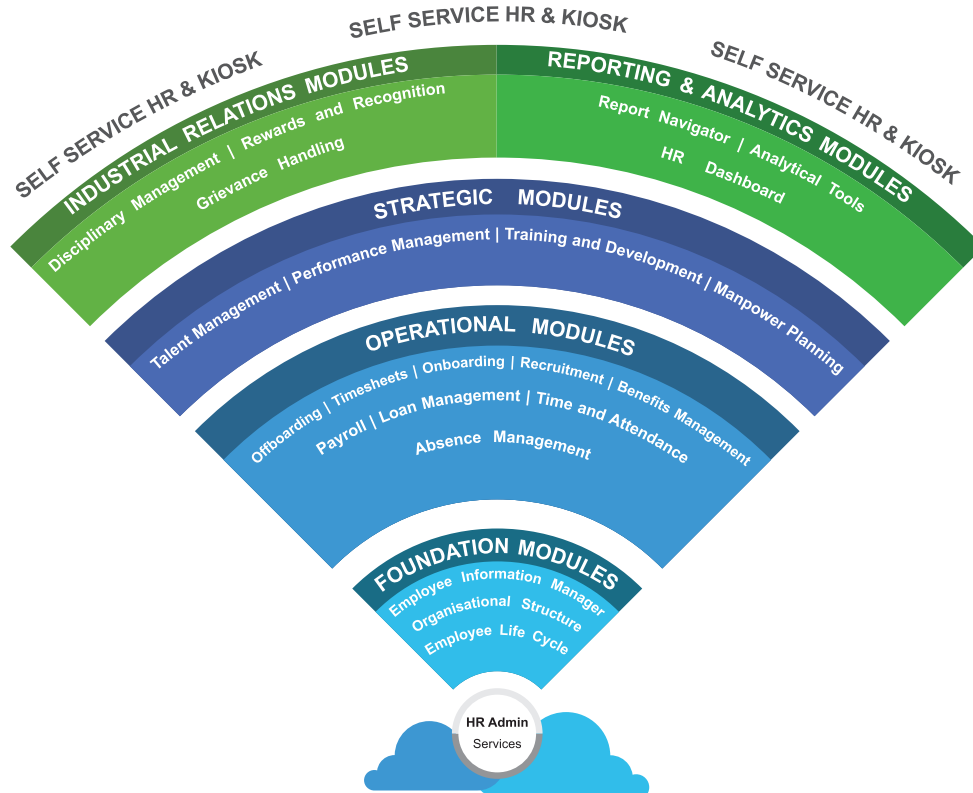 SELF SERVICE HR & KIOSK
SELF SERVICE HR & KIOSK
SELF SERVICE HR & KIOSK
INDUSTRIAL RELATIONS MODULES
Disciplinary Management | Rewards and Recognition
Grievance Handling
REPORTING & ANALYTICS MODULES
Report Navigator | Analytical Tools
HR Dashboard
STRATEGIC MODULES
Talent Management | Performance Management | Training and Development | Manpower Planning
OPERATIONAL MODULES
Offboarding | Timesheets | Onboarding | Recruitment | Benefits Management
Payroll | Loan Management | Time and Attendance
Absence Management
FOUNDATION MODULES
Employee Information Manager
Organisational Structure
Employee Life Cycle
HR Admin
Services